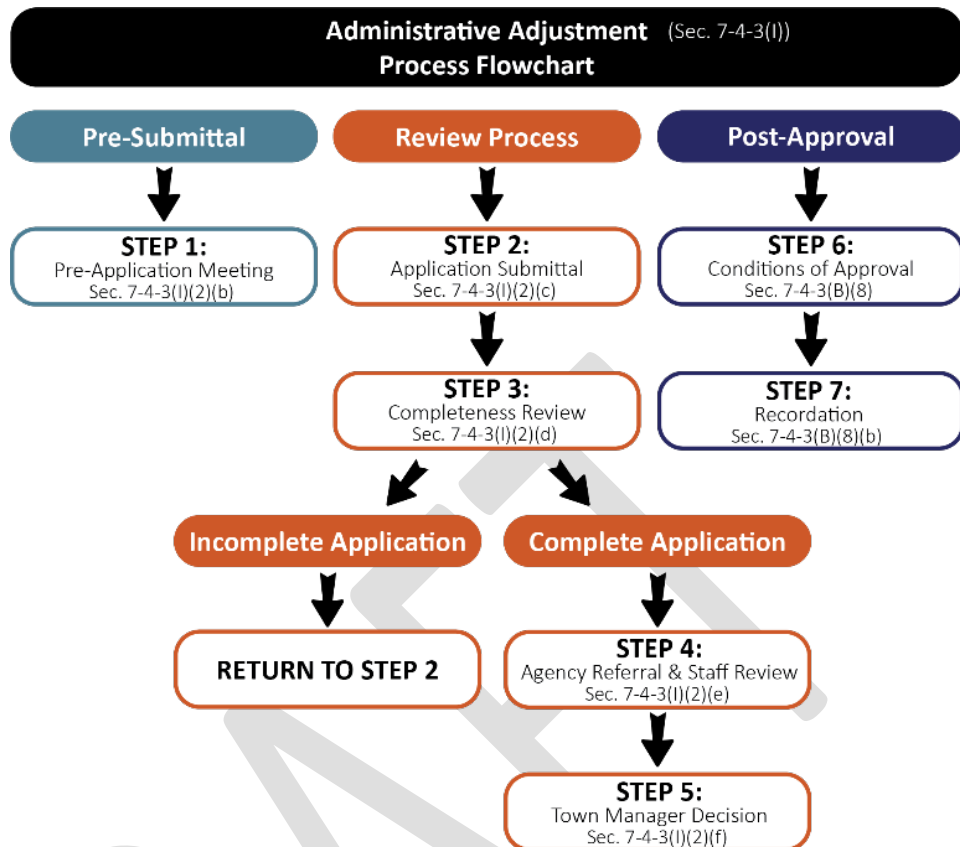 Administrative Adjustment (Sec. 7-4-3(I))
Process Flowchart
Pre-Submittal
STEP 1:
Pre-Application Meeting
Sec. 7-4-3(I)(2)(b)
Review Process
STEP 2:
Application Submittal
Sec. 7-4-3(I)(2)(c)
STEP 3:
Completeness Review
Sec. 7-4-3(I)(2)(d)
Incomplete Application
RETURN TO STEP 2
Complete Application
STEP 4:
Agency Referral & Staff Review
Sec. 7-4-3(I)(2)(e)
STEP 5:
Town Manager Decision
Sec. 7-4-3(I)(2)(f)
Post-Approval
STEP 6:
Conditions of Approval
Sec. 7-4-3(B)(8)
STEP 7:
Recordation
Sec. 7-4-3(B)(8)(b)